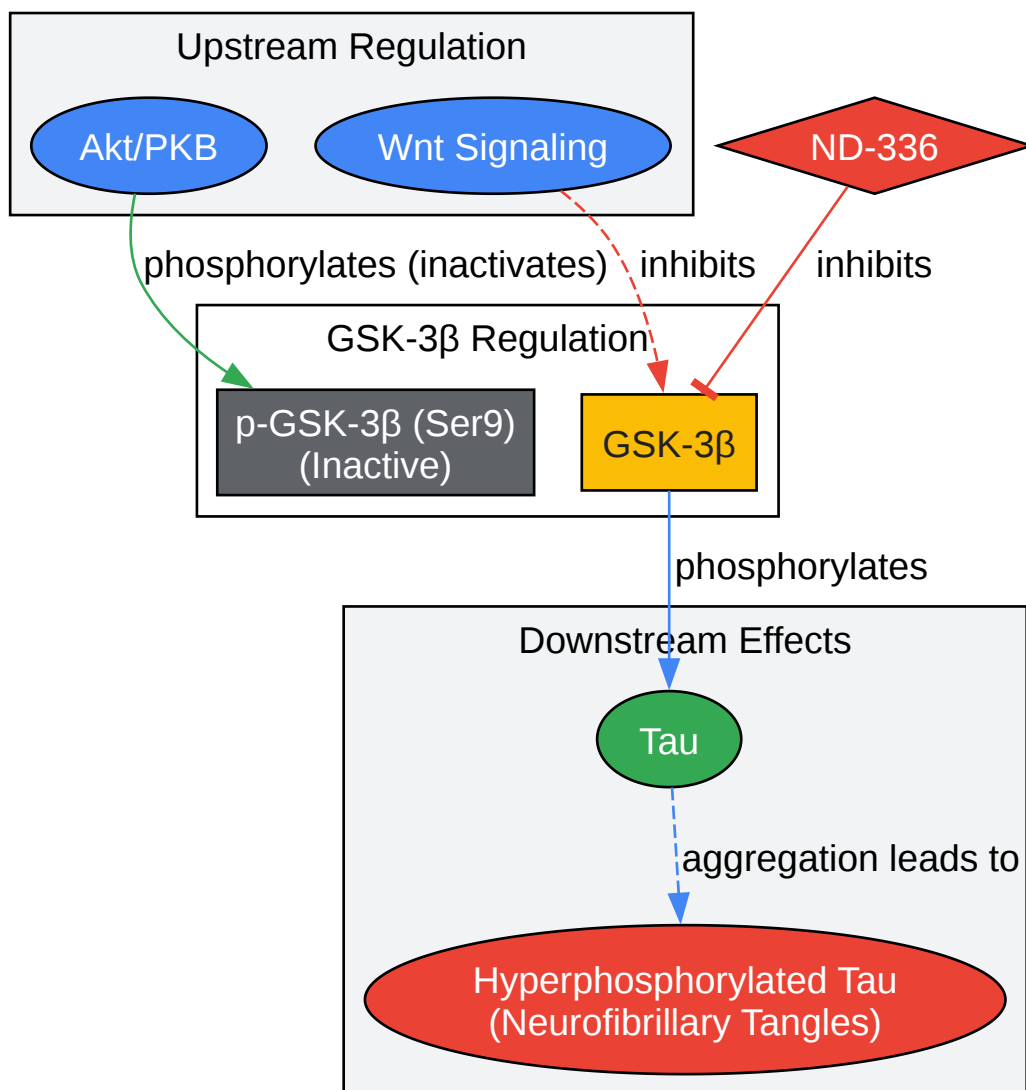 Upstream Regulation
Akt/PKB
Wnt Signaling
ND-336
phosphorylates (inactivates)
inhibits
inhibits
GSK-3β Regulation
p-GSK-3β (Ser9)
(Inactive)
GSK-3β
phosphorylates
Downstream Effects
Tau
aggregation leads to
Hyperphosphorylated Tau
(Neurofibrillary Tangles)